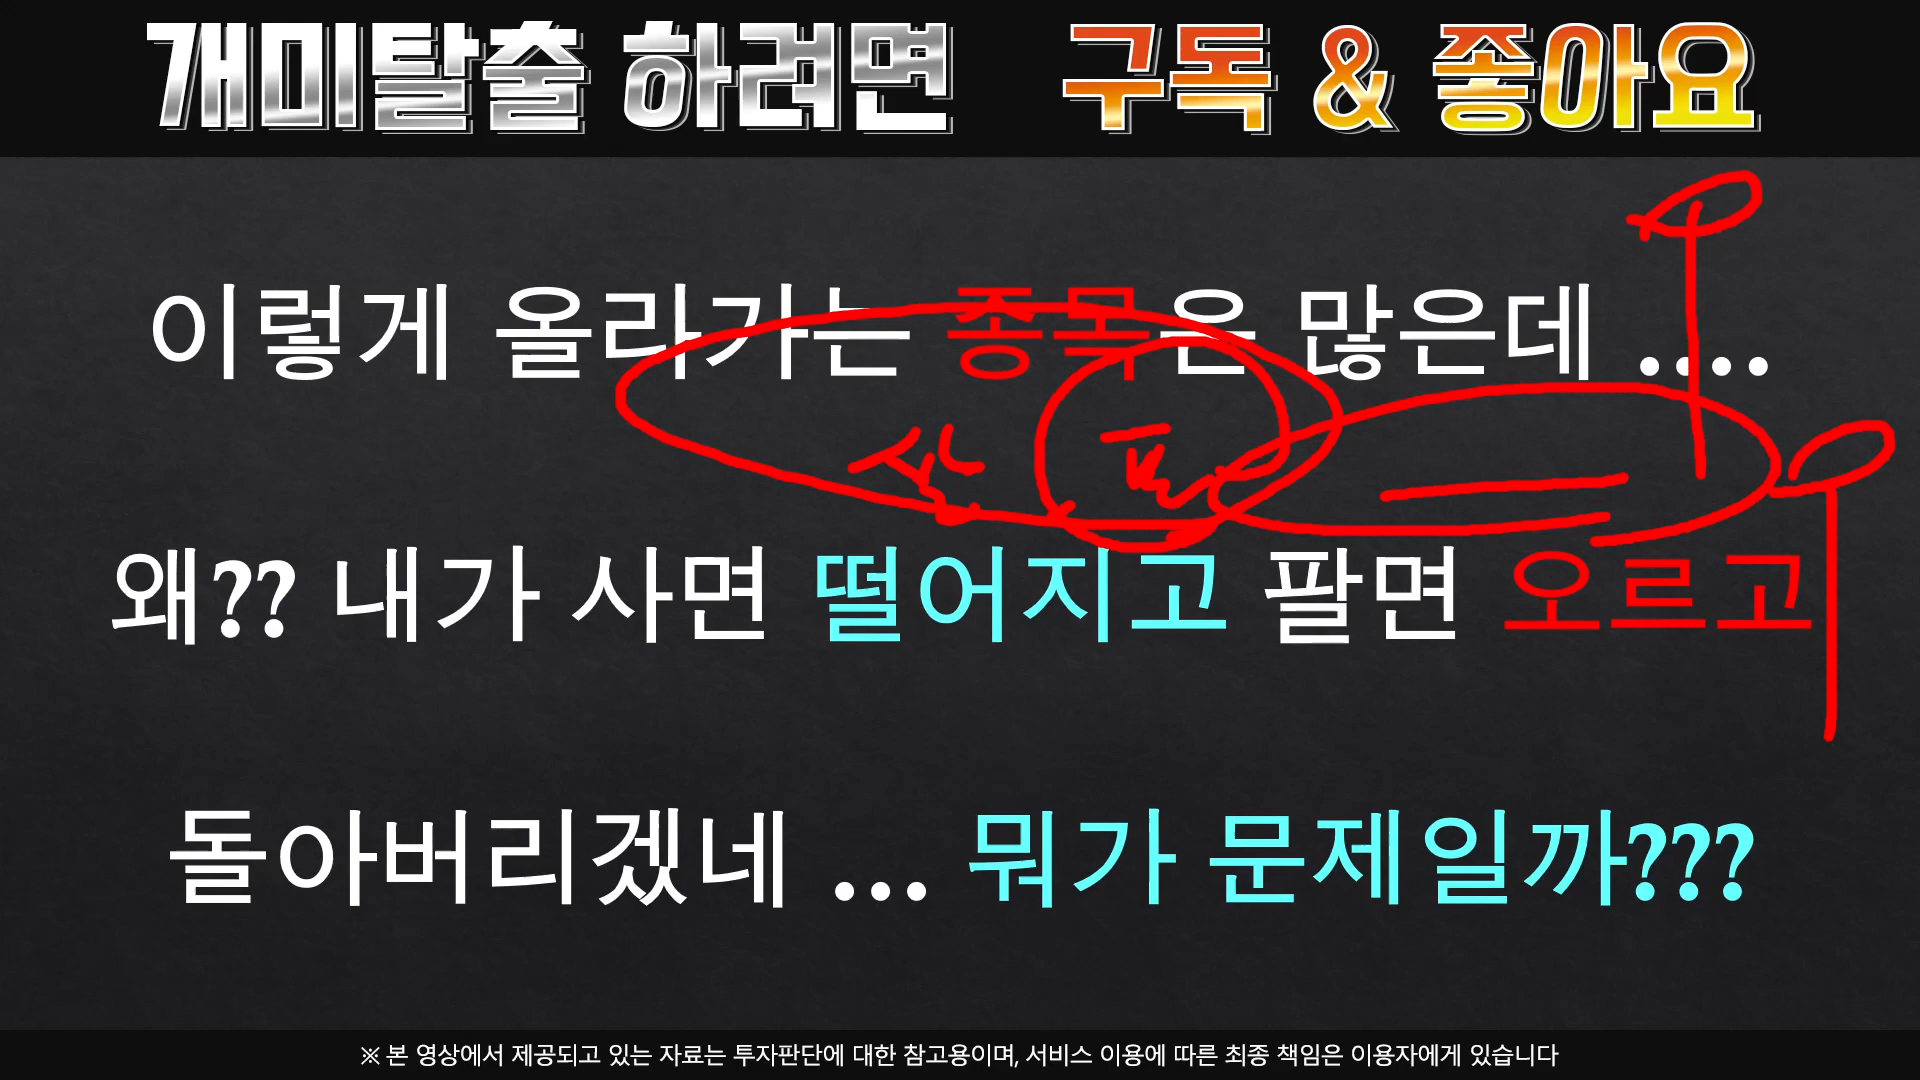 개미탈출 하려면 구독 & 좋아요
이렇게 올라가는 종목은 많은데 ....
왜?? 내가 사면 떨어지고 팔면 오르고
돌아버리겠네 ... 뭐가 문제일까???
※ 본 영상에서 제공되고 있는 자료는 투자판단에 대한 참고용이며, 서비스 이용에 따른 최종 책임은 이용자에게 있습니다